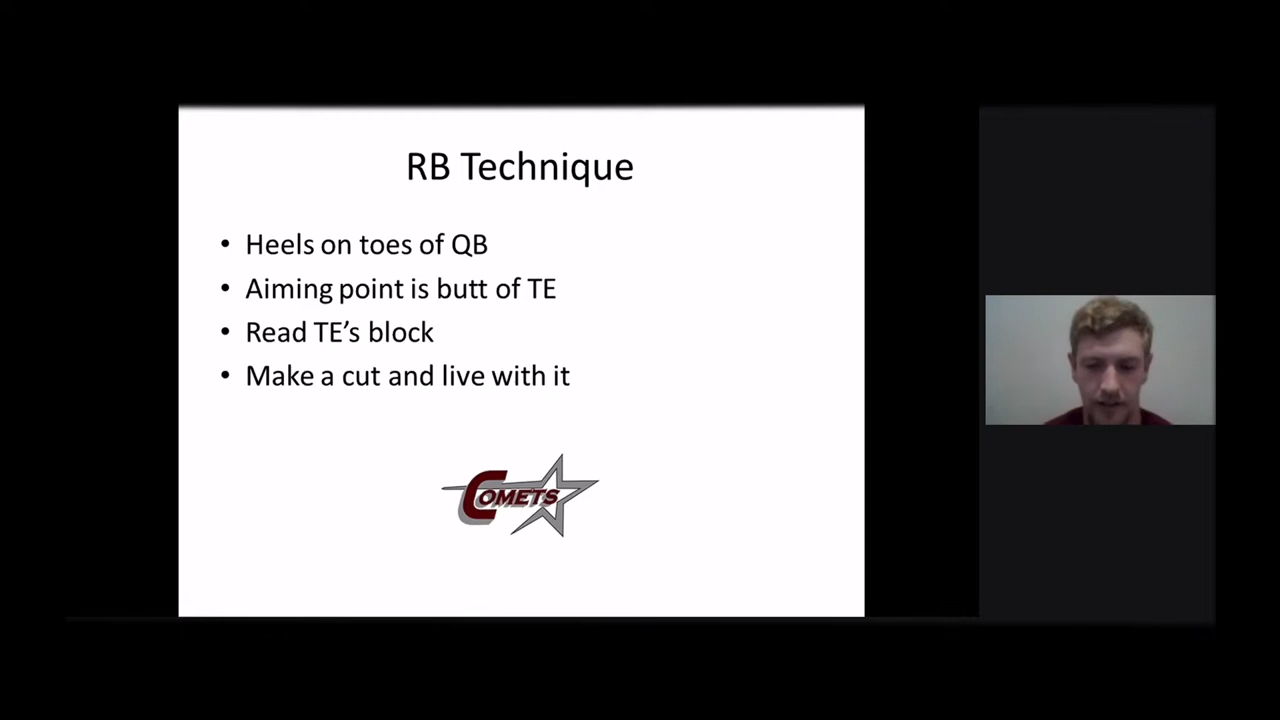 RB Technique
• Heels on toes of QB
• Aiming point is butt of TE
• Read TE’s block
• Make a cut and live with it
COMETS